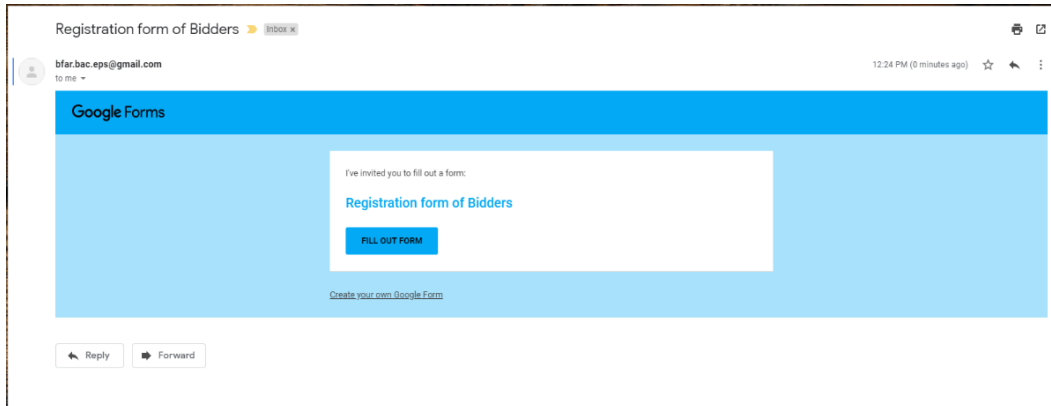 Registration form of Bidders Inbox x
bfar.bac.eps@gmail.com 12:24 PM (0 minutes ago)
to me
Google Forms
I've invited you to fill out a form:
Registration form of Bidders
FILL OUT FORM
Create your own Google Form
Reply Forward